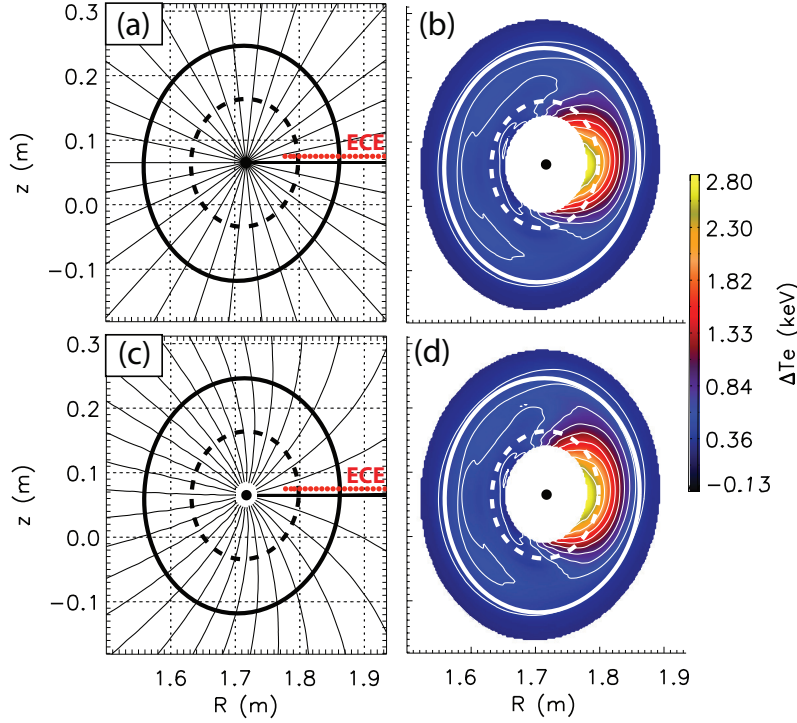 (a)
(b)
0.3
0.2
0.1
0.0
-0.1
z (m)
ECE
2.80
2.30
1.82
1.33
0.84
0.36
-0.13
ΔTe (keV)
(c)
(d)
0.3
0.2
0.1
0.0
-0.1
z (m)
ECE
1.6 1.7 1.8 1.9
R (m)
1.6 1.7 1.8 1.9
R (m)